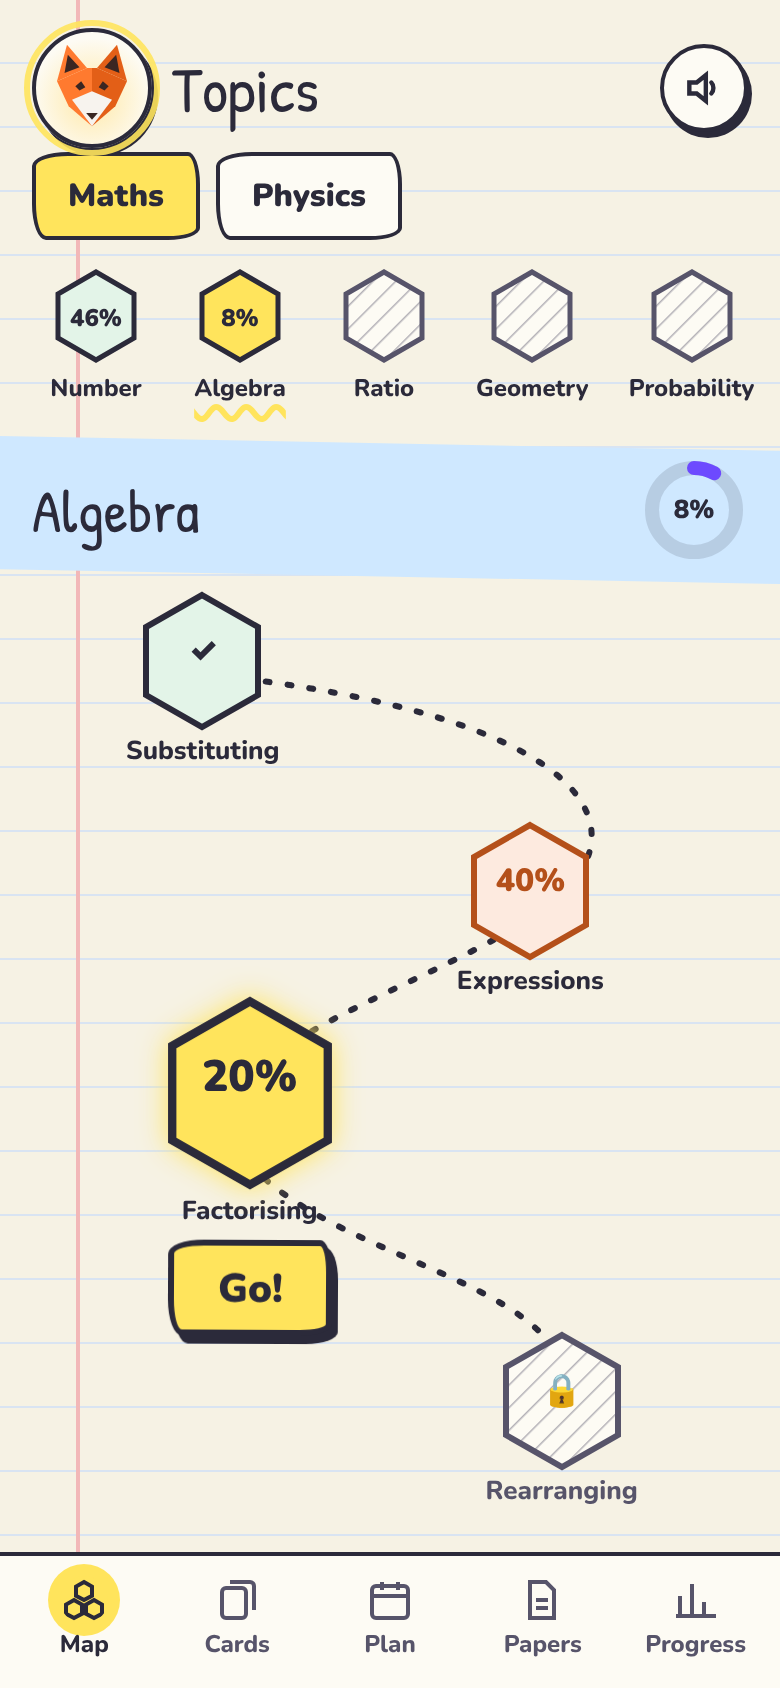 Topics
Maths Physics
46% 8%
Number Algebra Ratio Geometry Probability
Algebra 8%
Substituting
40%
Expressions
20%
Factorising
Go!
Rearranging
Map Cards Plan Papers Progress